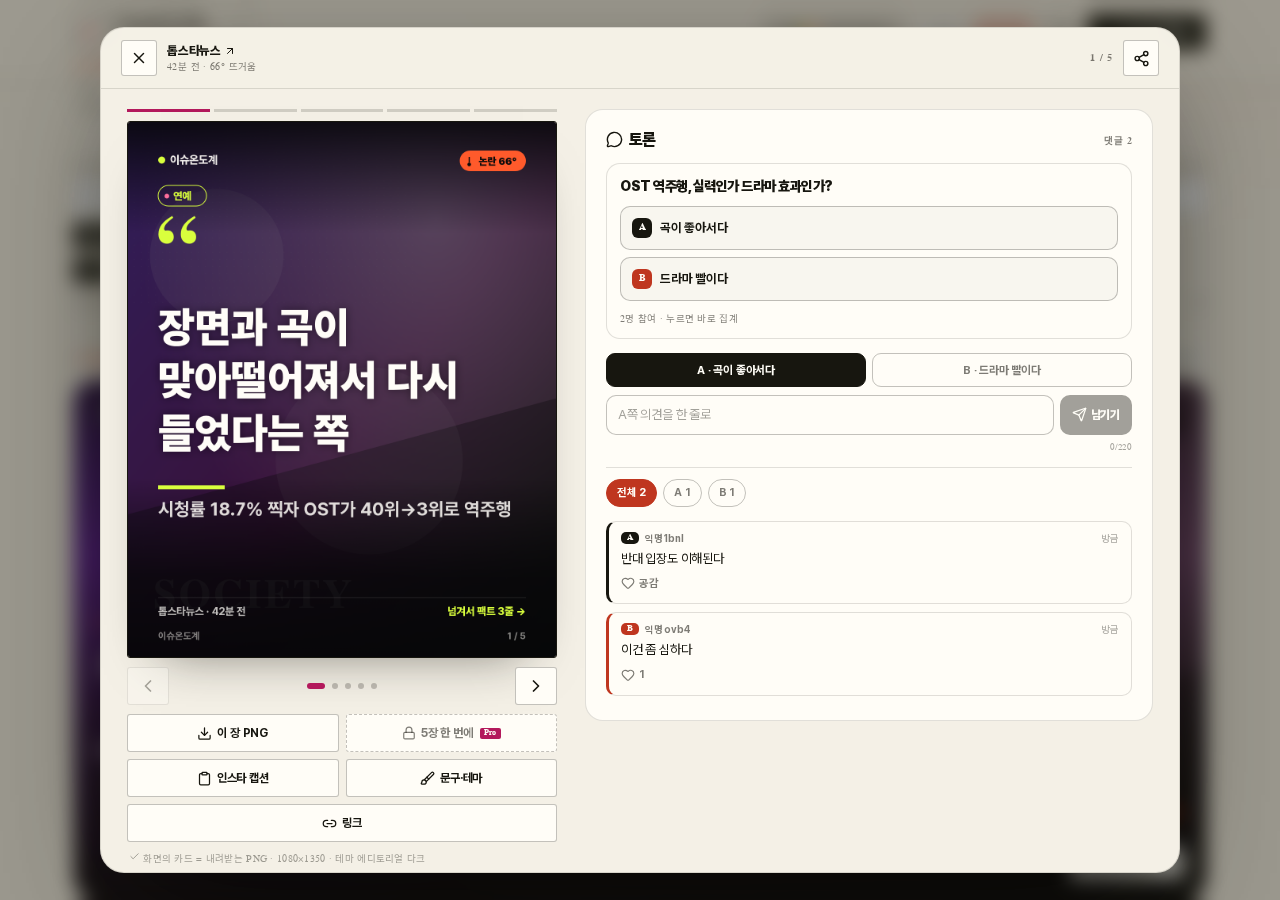 톱스타뉴스
42분 전 · 66° 뜨거움
1 / 5
이슈온도계
논란 66°
연예
“
장면과 곡이
맞아떨어져서 다시
들었다는 쪽
시청률 18.7% 찍자 OST가 40위→3위로 역주행
SOCIETY
톱스타뉴스 · 42분 전
넘겨서 팩트 3줄 →
이슈온도계
1 / 5
이 장 PNG
5장 한 번에 Pro
인스타 캡션
문구·테마
링크
화면의 카드 = 내려받는 PNG · 1080×1350 · 테마 에디토리얼 다크
토론
댓글 2
OST 역주행, 실력인가 드라마 효과인가?
A 곡이 좋아서다
B 드라마 빨이다
2명 참여 · 누르면 바로 집계
A · 곡이 좋아서다
B · 드라마 빨이다
A쪽 의견을 한 줄로
남기기
0/220
전체 2
A 1
B 1
A 익명1bnl
방금
반대 입장도 이해된다
공감
B 익명ovb4
방금
이건 좀 심하다
1